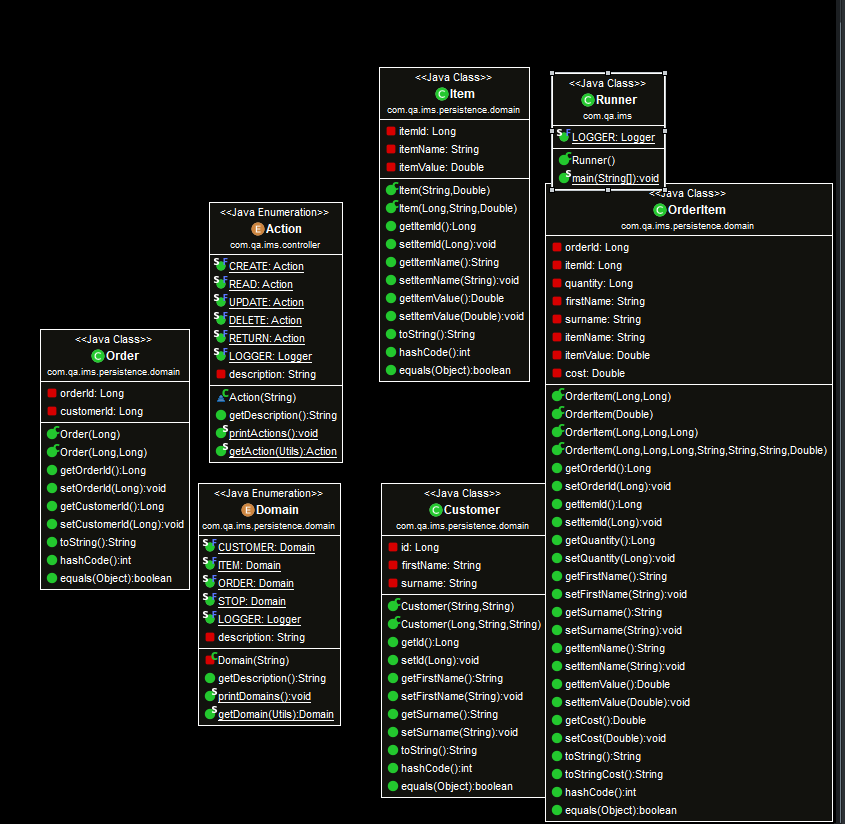 <<Java Class>>
Item
com.qa.ims.persistence.domain
itemId: Long
itemName: String
itemValue: Double
Item(String,Double)
Item(Long,String,Double)
getItemId():Long
setItemId(Long):void
getItemName():String
setItemName(String):void
getItemValue():Double
setItemValue(Double):void
toString():String
hashCode():int
equals(Object):boolean
<<Java Class>>
Runner
com.qa.ims
LOGGER: Logger
Runner()
main(String[]):void
<<Java Class>>
OrderItem
com.qa.ims.persistence.domain
orderId: Long
itemId: Long
quantity: Long
firstName: String
surname: String
itemName: String
itemValue: Double
cost: Double
OrderItem(Long,Long)
OrderItem(Double)
OrderItem(Long,Long,Long)
OrderItem(Long,Long,Long,String,String,String,Double)
getOrderId():Long
setOrderId(Long):void
getItemId():Long
setItemId(Long):void
getQuantity():Long
setQuantity(Long):void
getFirstName():String
setFirstName(String):void
getSurname():String
setSurname(String):void
getItemName():String
setItemName(String):void
getItemValue():Double
setItemValue(Double):void
getCost():Double
setCost(Double):void
toString():String
toStringCost():String
hashCode():int
equals(Object):boolean
<<Java Enumeration>>
E Action
com.qa.ims.controller
CREATE: Action
READ: Action
UPDATE: Action
DELETE: Action
RETURN: Action
LOGGER: Logger
description: String
Action(String)
getDescription():String
printActions():void
getAction(Utils):Action
<<Java Class>>
Order
com.qa.ims.persistence.domain
orderId: Long
customerId: Long
Order(Long)
Order(Long,Long)
getOrderId():Long
setOrderId(Long):void
getCustomerId():Long
setCustomerId(Long):void
toString():String
hashCode():int
equals(Object):boolean
<<Java Enumeration>>
E Domain
com.qa.ims.persistence.domain
CUSTOMER: Domain
ITEM: Domain
ORDER: Domain
STOP: Domain
LOGGER: Logger
description: String
Domain(String)
getDescription():String
printDomains():void
getDomain(Utils):Domain
<<Java Class>>
Customer
com.qa.ims.persistence.domain
id: Long
firstName: String
surname: String
Customer(String,String)
Customer(Long,String,String)
getId():Long
setId(Long):void
getFirstName():String
setFirstName(String):void
getSurname():String
setSurname(String):void
toString():String
hashCode():int
equals(Object):boolean